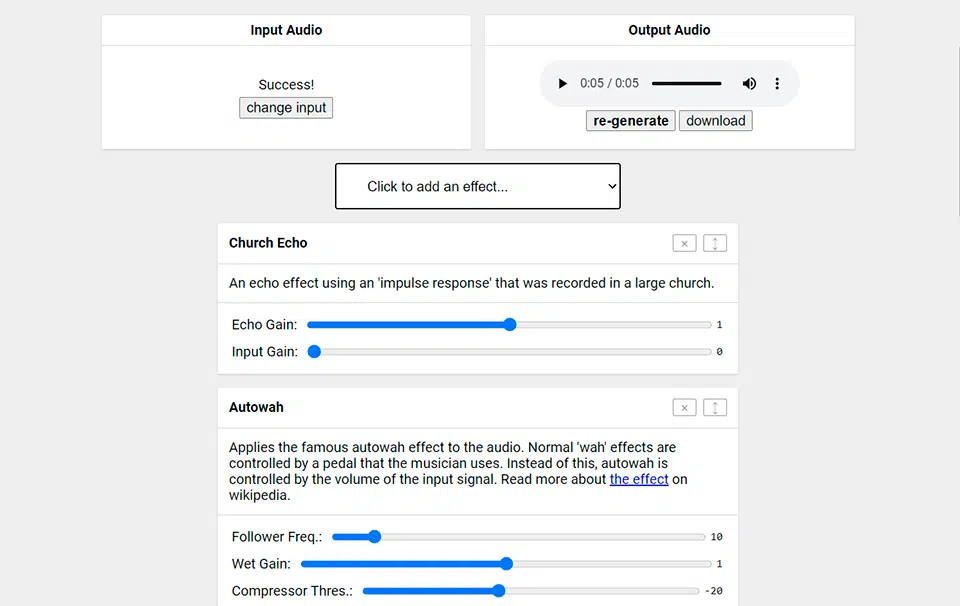 Input Audio
Success!
change input
Output Audio
0:05 / 0:05
re-generate download
Click to add an effect...
Church Echo
An echo effect using an 'impulse response' that was recorded in a large church.
Echo Gain: 1
Input Gain: 0
Autowah
Applies the famous autowah effect to the audio. Normal 'wah' effects are
controlled by a pedal that the musician uses. Instead of this, autowah is
controlled by the volume of the input signal. Read more about the effect on
wikipedia.
Follower Freq.: 10
Wet Gain: 1
Compressor Thres.: -20